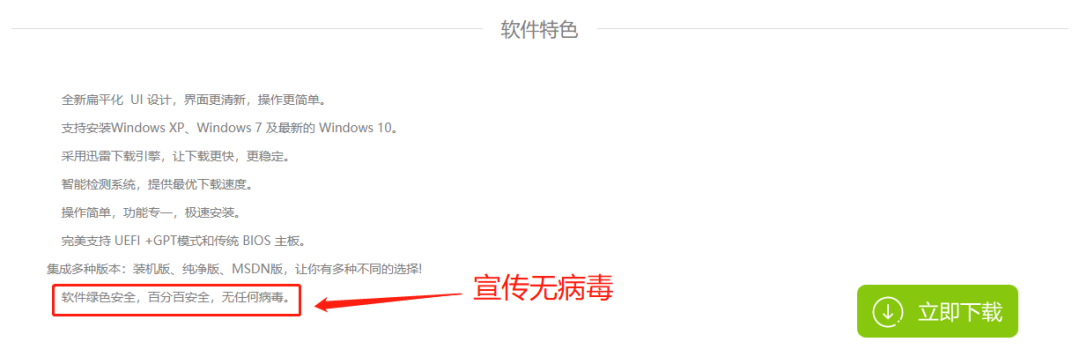 软件特色
全新扁平化 UI 设计，界面更清新，操作更简单。
支持安装Windows XP、Windows 7 及最新的 Windows 10。
采用迅雷下载引擎，让下载更快，更稳定。
智能检测系统，提供最优下载速度。
操作简单，功能专一，极速安装。
完美支持 UEFI +GPT模式和传统 BIOS 主板。
集成多种版本：装机版、纯净版、MSDN版，让你有多种不同的选择!
软件绿色安全，百分百安全，无任何病毒。
宣传无病毒
立即下载